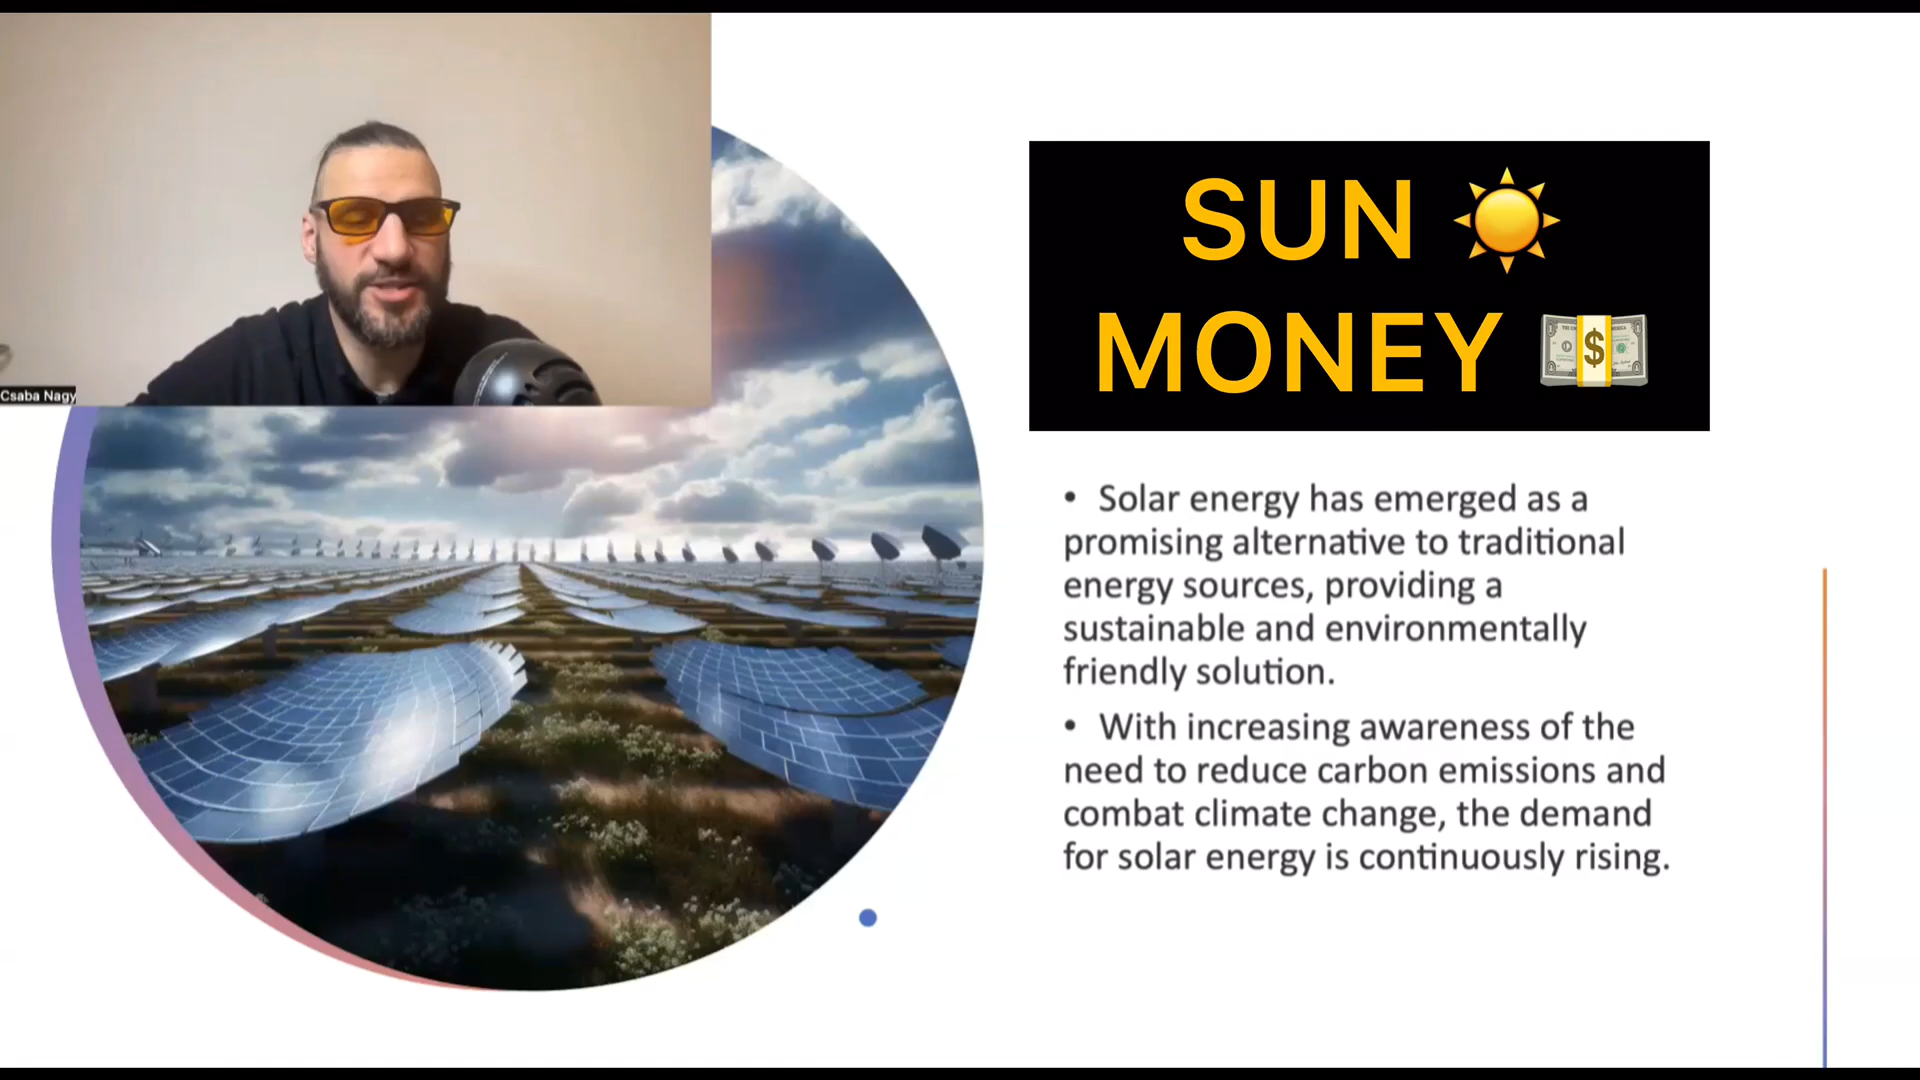 Csaba Nagy
SUN ☀️
MONEY 💵
• Solar energy has emerged as a
promising alternative to traditional
energy sources, providing a
sustainable and environmentally
friendly solution.
• With increasing awareness of the
need to reduce carbon emissions and
combat climate change, the demand
for solar energy is continuously rising.